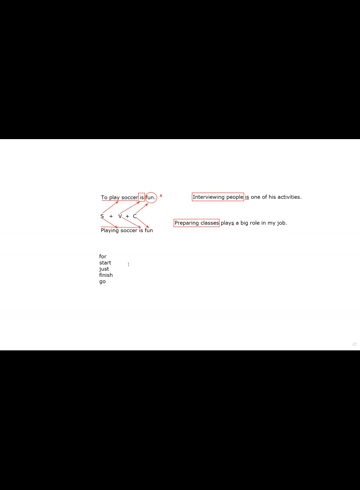 To play soccer is fun.
Interviewing people is one of his activities.
S + V + C
Preparing classes plays a big role in my job.
Playing soccer is fun
for
start
just
finish
go